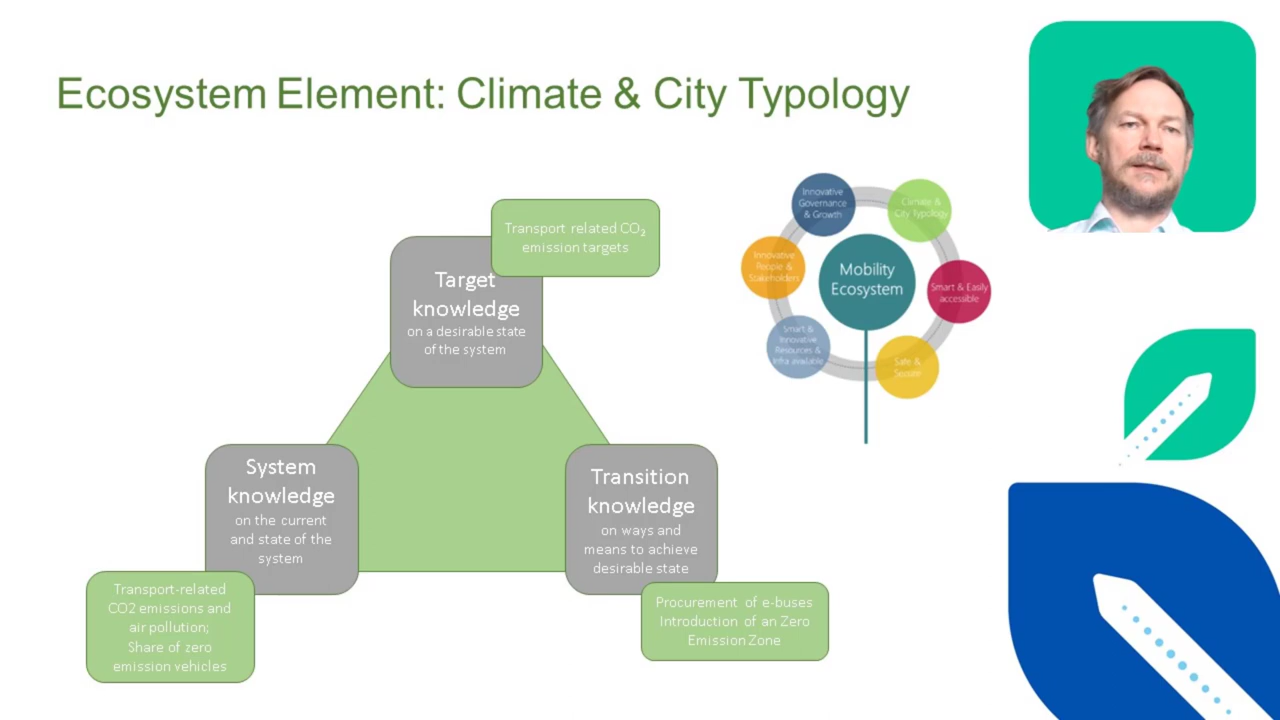 Ecosystem Element: Climate & City Typology
Transport related CO₂
emission targets
Target
knowledge
on a desirable state
of the system
System
knowledge
on the current
and state of the
system
Transport-related
CO2 emissions and
air pollution;
Share of zero
emission vehicles
Transition
knowledge
on ways and
means to achieve
desirable state
Procurement of e-buses
Introduction of an Zero
Emission Zone
Innovative
Governance
& Growth
Climate &
City Typology
Innovative
People &
Stakeholders
Mobility
Ecosystem
Smart & Easily
accessible
Smart &
Innovative
Resources &
Infra available
Safe &
Secure